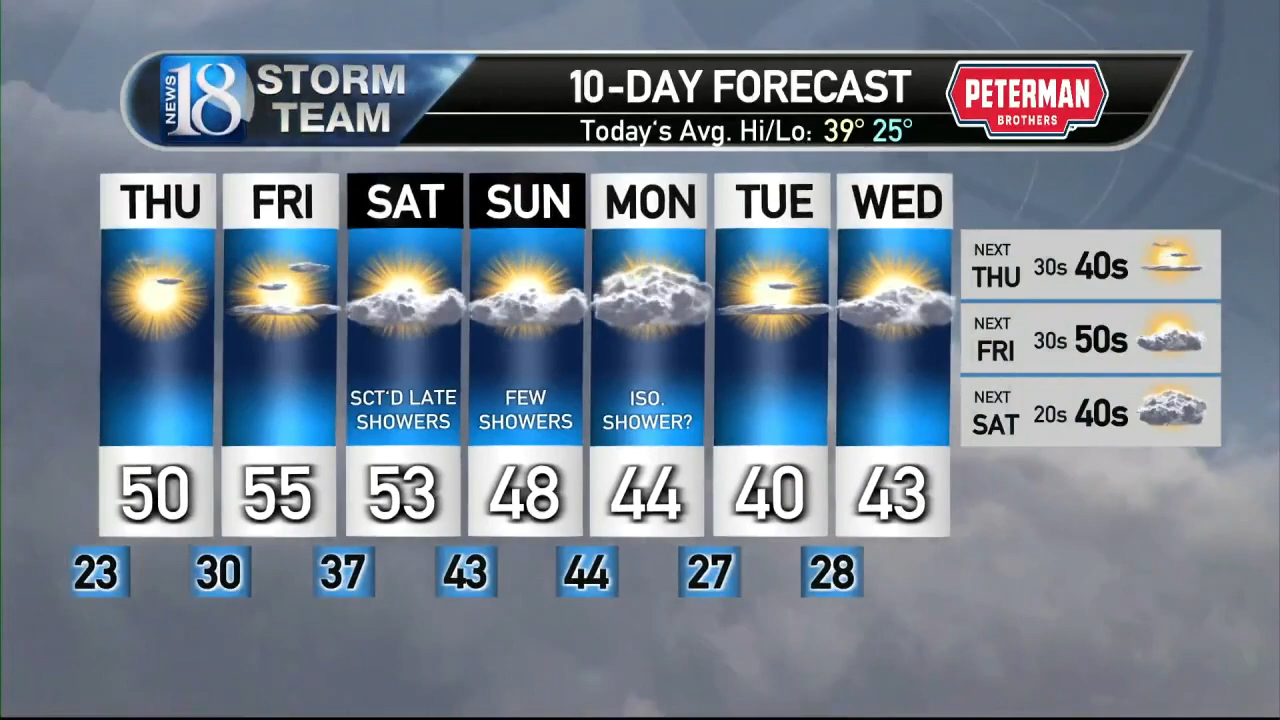 NEWS 18
STORM
TEAM
10-DAY FORECAST
Today's Avg. Hi/Lo: 39° 25°
PETERMAN
BROTHERS
THU FRI SAT SUN MON TUE WED
SCT'D LATE
SHOWERS
FEW
SHOWERS
ISO.
SHOWER?
50 55 53 48 44 40 43
23 30 37 43 44 27 28
NEXT
THU 30s 40s
NEXT
FRI 30s 50s
NEXT
SAT 20s 40s